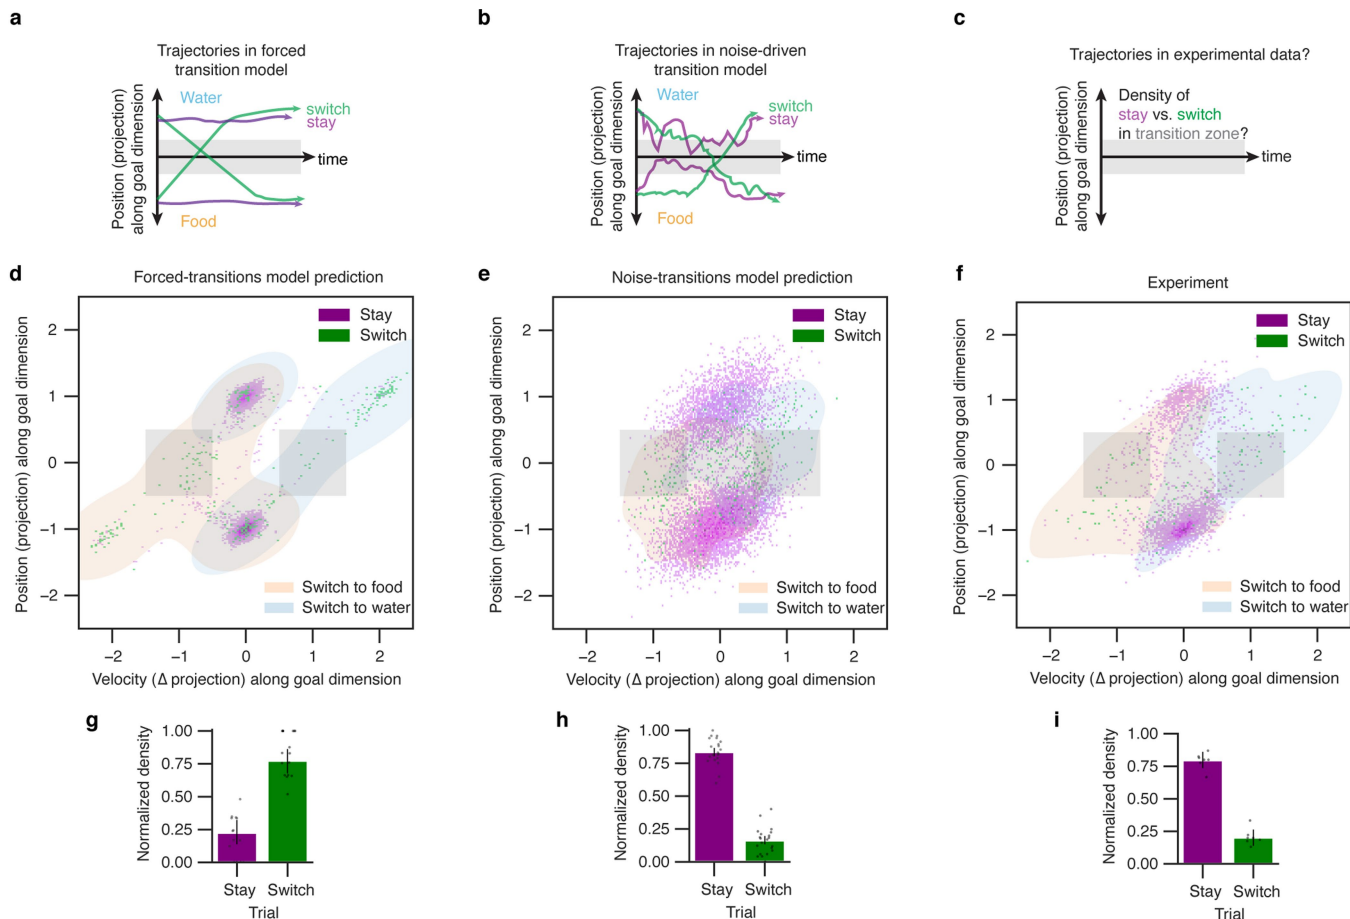 a
Trajectories in forced
transition model
Position (projection)
along goal dimension
Water
switch
stay
time
Food
b
Trajectories in noise-driven
transition model
Position (projection)
along goal dimension
Water
switch
stay
time
Food
c
Trajectories in experimental data?
Position (projection)
along goal dimension
Density of
stay vs. switch
in transition zone?
time
d
Forced-transitions model prediction
Position (projection) along goal dimension
2
1
0
−1
−2
Stay
Switch
Switch to food
Switch to water
−2 −1 0 1 2
Velocity (Δ projection) along goal dimension
e
Noise-transitions model prediction
Position (projection) along goal dimension
2
1
0
−1
−2
Stay
Switch
Switch to food
Switch to water
−2 −1 0 1 2
Velocity (Δ projection) along goal dimension
f
Experiment
Position (projection) along goal dimension
2
1
0
−1
−2
Stay
Switch
Switch to food
Switch to water
−2 −1 0 1 2
Velocity (Δ projection) along goal dimension
g
Normalized density
1.00
0.75
0.50
0.25
0.00
Stay Switch
Trial
h
Normalized density
1.00
0.75
0.50
0.25
0.00
Stay Switch
Trial
i
Normalized density
1.00
0.75
0.50
0.25
0.00
Stay Switch
Trial